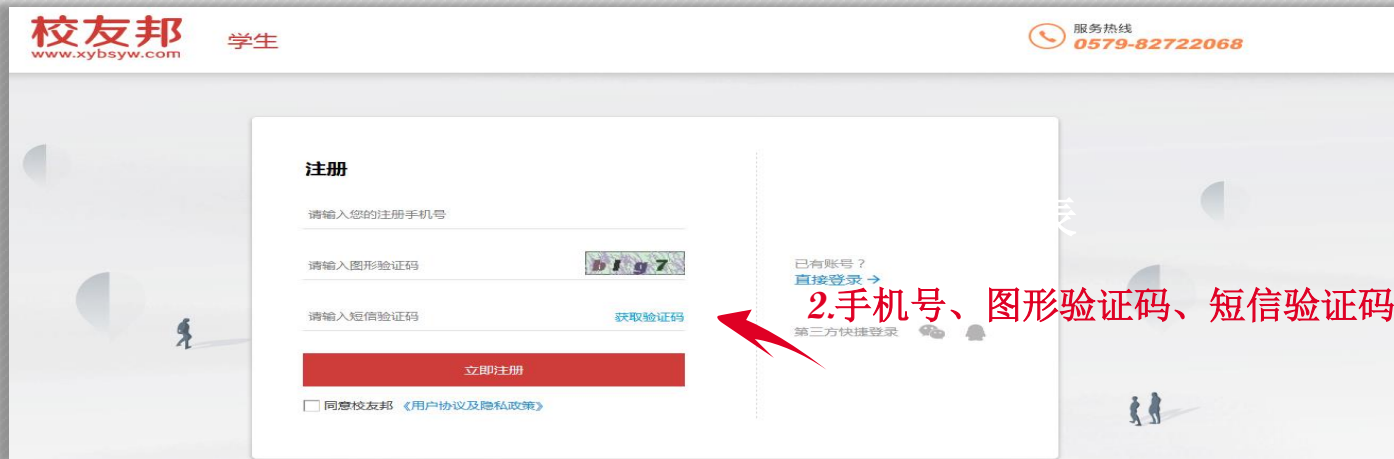 校友邦
www.xybsyw.com
学生
服务热线
0579-82722068
注册
请输入您的注册手机号
请输入图形验证码
b l g 7
请输入短信验证码
获取验证码
立即注册
同意校友邦 《用户协议及隐私政策》
已有账号？
直接登录→
2.手机号、图形验证码、短信验证码
第三方快捷登录